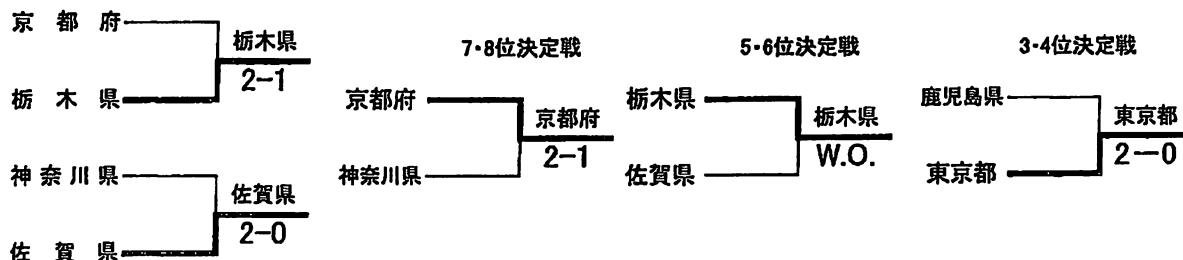 京都府
栃木県
2-1
栃木県
神奈川県
佐賀県
2-0
佐賀県
7・8位決定戦
京都府
京都府
2-1
神奈川県
5・6位決定戦
栃木県
栃木県
W.O.
佐賀県
3・4位決定戦
鹿児島県
東京都
2-0
東京都